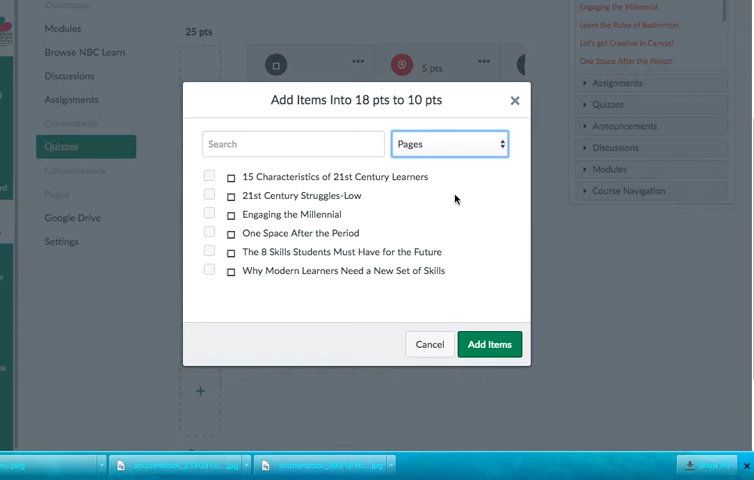 Modules
Browse NBC Learn
Discussions
Assignments
Conferences
Quizzes
Collaborations
Pages
Google Drive
Settings
25 pts
5 pts
Add Items Into 18 pts to 10 pts
Search
Pages
15 Characteristics of 21st Century Learners
21st Century Struggles-Low
Engaging the Millennial
One Space After the Period
The 8 Skills Students Must Have for the Future
Why Modern Learners Need a New Set of Skills
Cancel
Add Items
Engaging the Millennial
Learn the Rules of Badminton
Let's get Creative in Canvas!
One Space After the Period
Assignments
Quizzes
Announcements
Discussions
Modules
Course Navigation